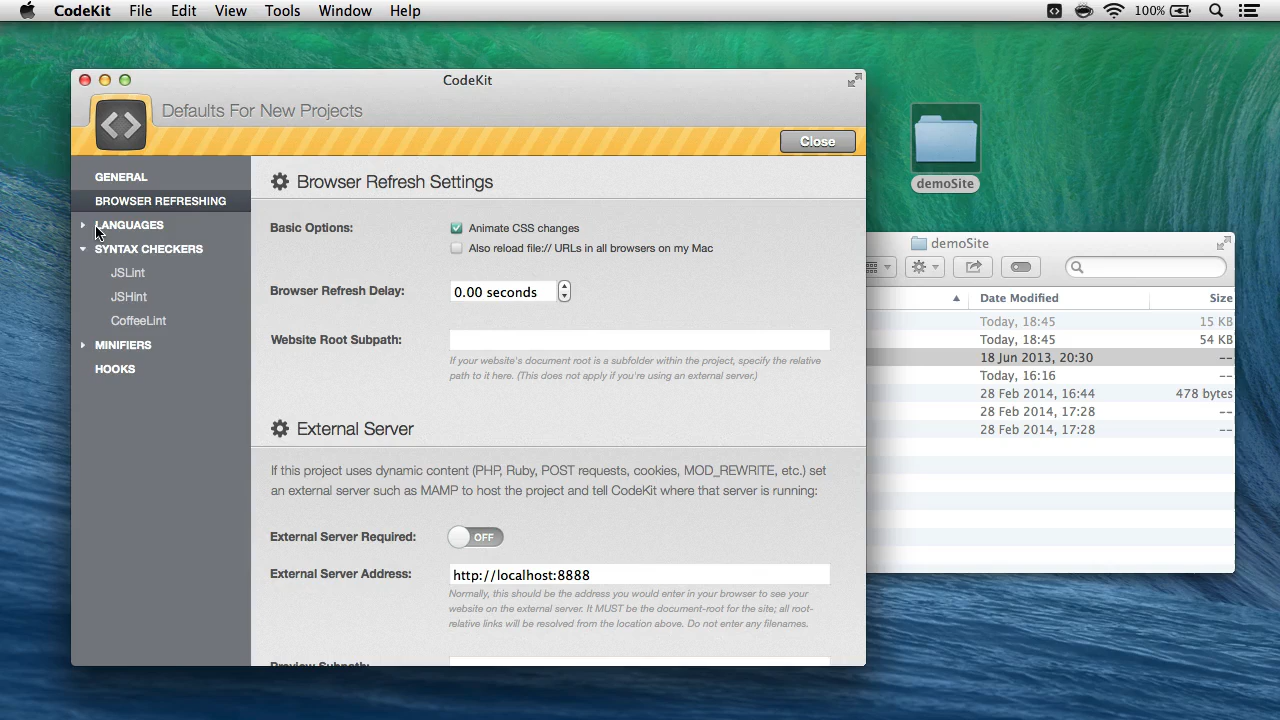 CodeKit File Edit View Tools Window Help 100%
CodeKit
Defaults For New Projects
Close
GENERAL
BROWSER REFRESHING
LANGUAGES
SYNTAX CHECKERS
JSLint
JSHint
CoffeeLint
MINIFIERS
HOOKS
Browser Refresh Settings
Basic Options: Animate CSS changes
Also reload file:// URLs in all browsers on my Mac
Browser Refresh Delay: 0.00 seconds
Website Root Subpath:
If your website's document root is a subfolder within the project, specify the relative
path to it here. (This does not apply if you're using an external server.)
External Server
If this project uses dynamic content (PHP, Ruby, POST requests, cookies, MOD_REWRITE, etc.) set
an external server such as MAMP to host the project and tell CodeKit where that server is running:
External Server Required: OFF
External Server Address: http://localhost:8888
Normally, this should be the address you would enter in your browser to see your
website on the external server. It MUST be the document-root for the site; all root-
relative links will be resolved from the location above. Do not enter any filenames.
Preview Subpath:
demoSite
demoSite
Date Modified Size
Today, 18:45 15 KB
Today, 18:45 54 KB
18 Jun 2013, 20:30 --
Today, 16:16 --
28 Feb 2014, 16:44 478 bytes
28 Feb 2014, 17:28 --
28 Feb 2014, 17:28 --